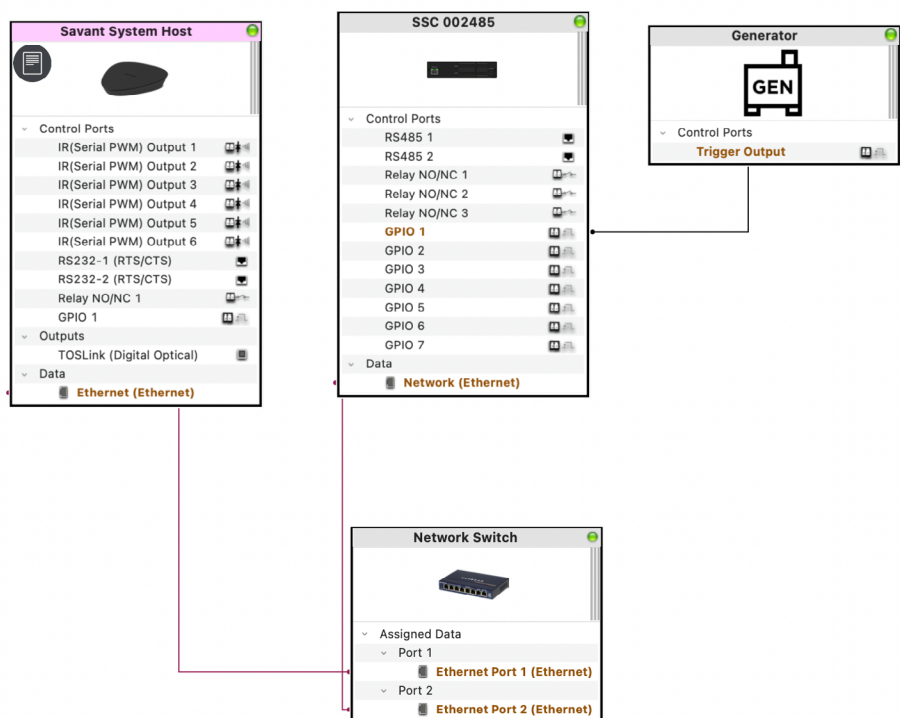 Savant System Host
Control Ports
IR(Serial PWM) Output 1
IR(Serial PWM) Output 2
IR(Serial PWM) Output 3
IR(Serial PWM) Output 4
IR(Serial PWM) Output 5
IR(Serial PWM) Output 6
RS232-1 (RTS/CTS)
RS232-2 (RTS/CTS)
Relay NO/NC 1
GPIO 1
Outputs
TOSLink (Digital Optical)
Data
Ethernet (Ethernet)
SSC 002485
Control Ports
RS485 1
RS485 2
Relay NO/NC 1
Relay NO/NC 2
Relay NO/NC 3
GPIO 1
GPIO 2
GPIO 3
GPIO 4
GPIO 5
GPIO 6
GPIO 7
Data
Network (Ethernet)
Generator
GEN
Control Ports
Trigger Output
Network Switch
Assigned Data
Port 1
Ethernet Port 1 (Ethernet)
Port 2
Ethernet Port 2 (Ethernet)